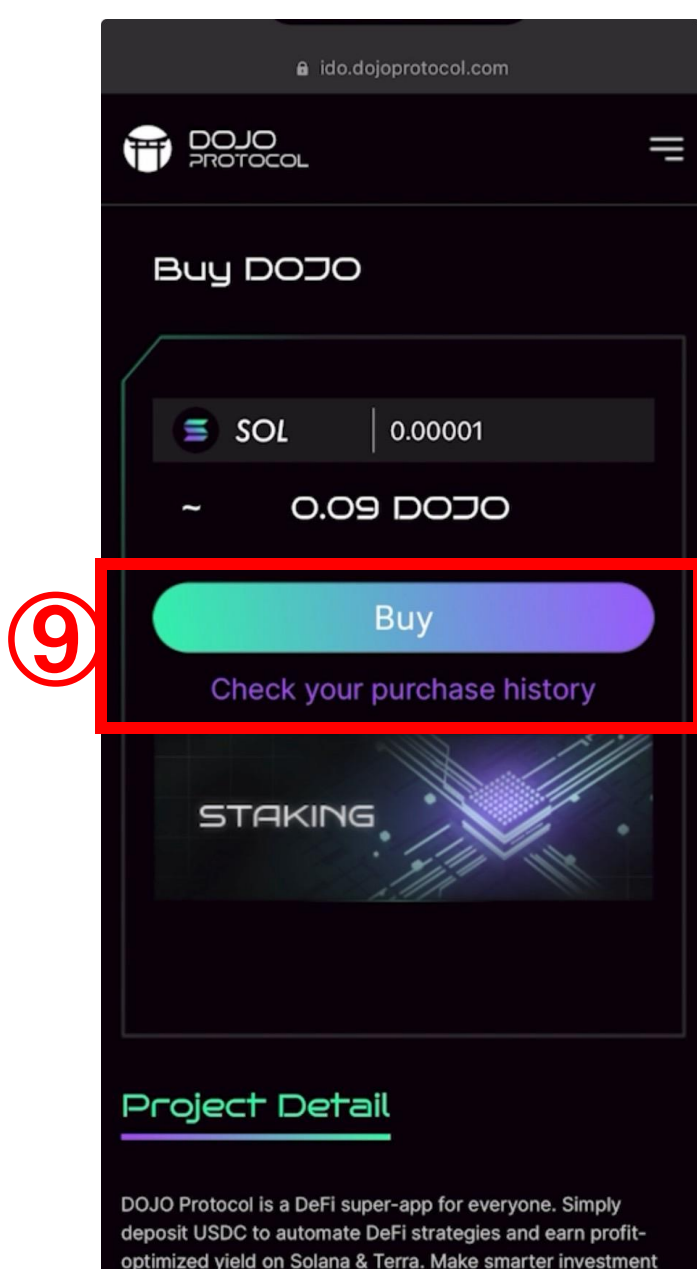 ido.dojoprotocol.com
DOJO
PROTOCOL
Buy DOJO
SOL
0.00001
~ 0.09 DOJO
⑨
Buy
Check your purchase history
STAKING
Project Detail
DOJO Protocol is a DeFi super-app for everyone. Simply
deposit USDC to automate DeFi strategies and earn profit-
optimized yield on Solana & Terra. Make smarter investment